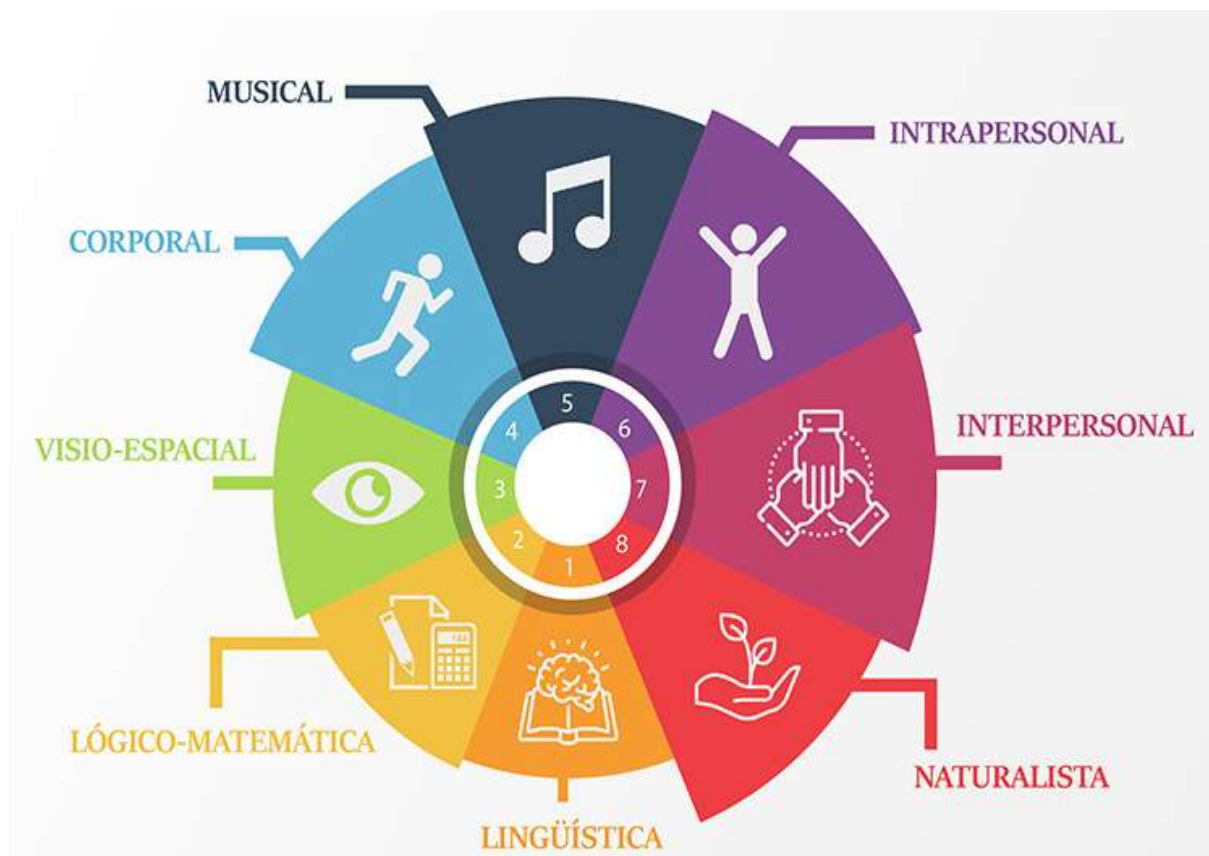 MUSICAL
INTRAPERSONAL
CORPORAL
INTERPERSONAL
VISIO-ESPACIAL
5
4
6
3
7
2
8
1
LÓGICO-MATEMÁTICA
NATURALISTA
LINGÜÍSTICA